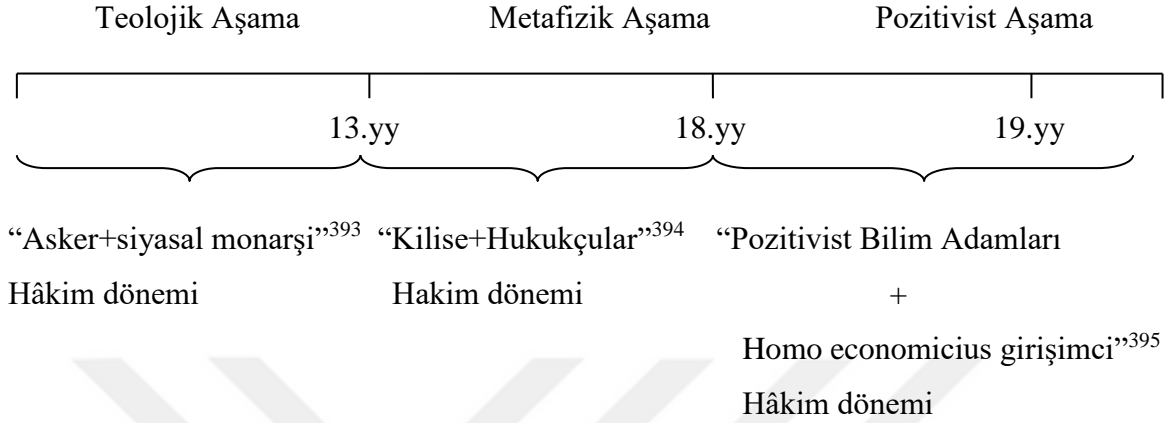 Teolojik Aşama Metafizik Aşama Pozitivist Aşama
13.yy 18.yy 19.yy
“Asker+siyasal monarşi”393 “Kilise+Hukukçular”394 “Pozitivist Bilim Adamları
Hâkim dönemi Hakim dönemi +
Homo economicius girişimci”395
Hâkim dönemi